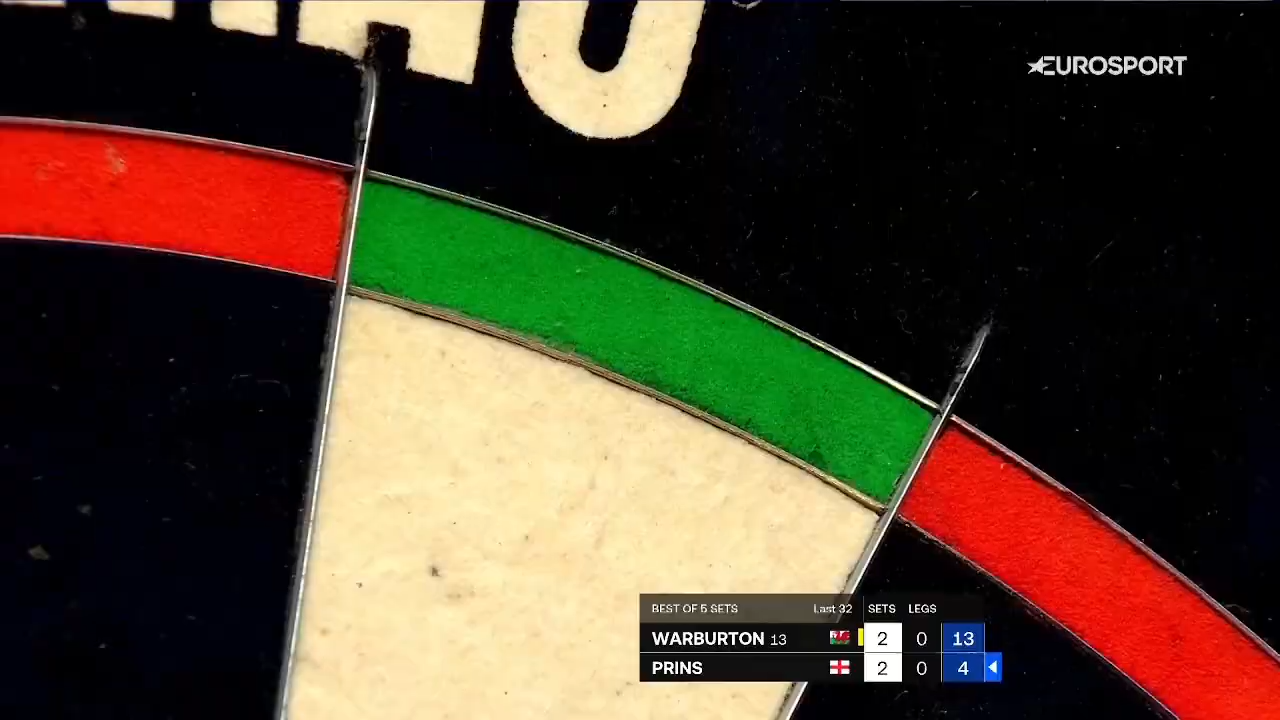 EUROSPORT
BEST OF 5 SETS Last 32 SETS LEGS
WARBURTON 13 2 0 13
PRINS 2 0 4